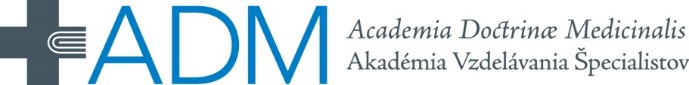 ADM
Academia Doctrinæ Medicinalis
Akadémia Vzdelávania Špecialistov